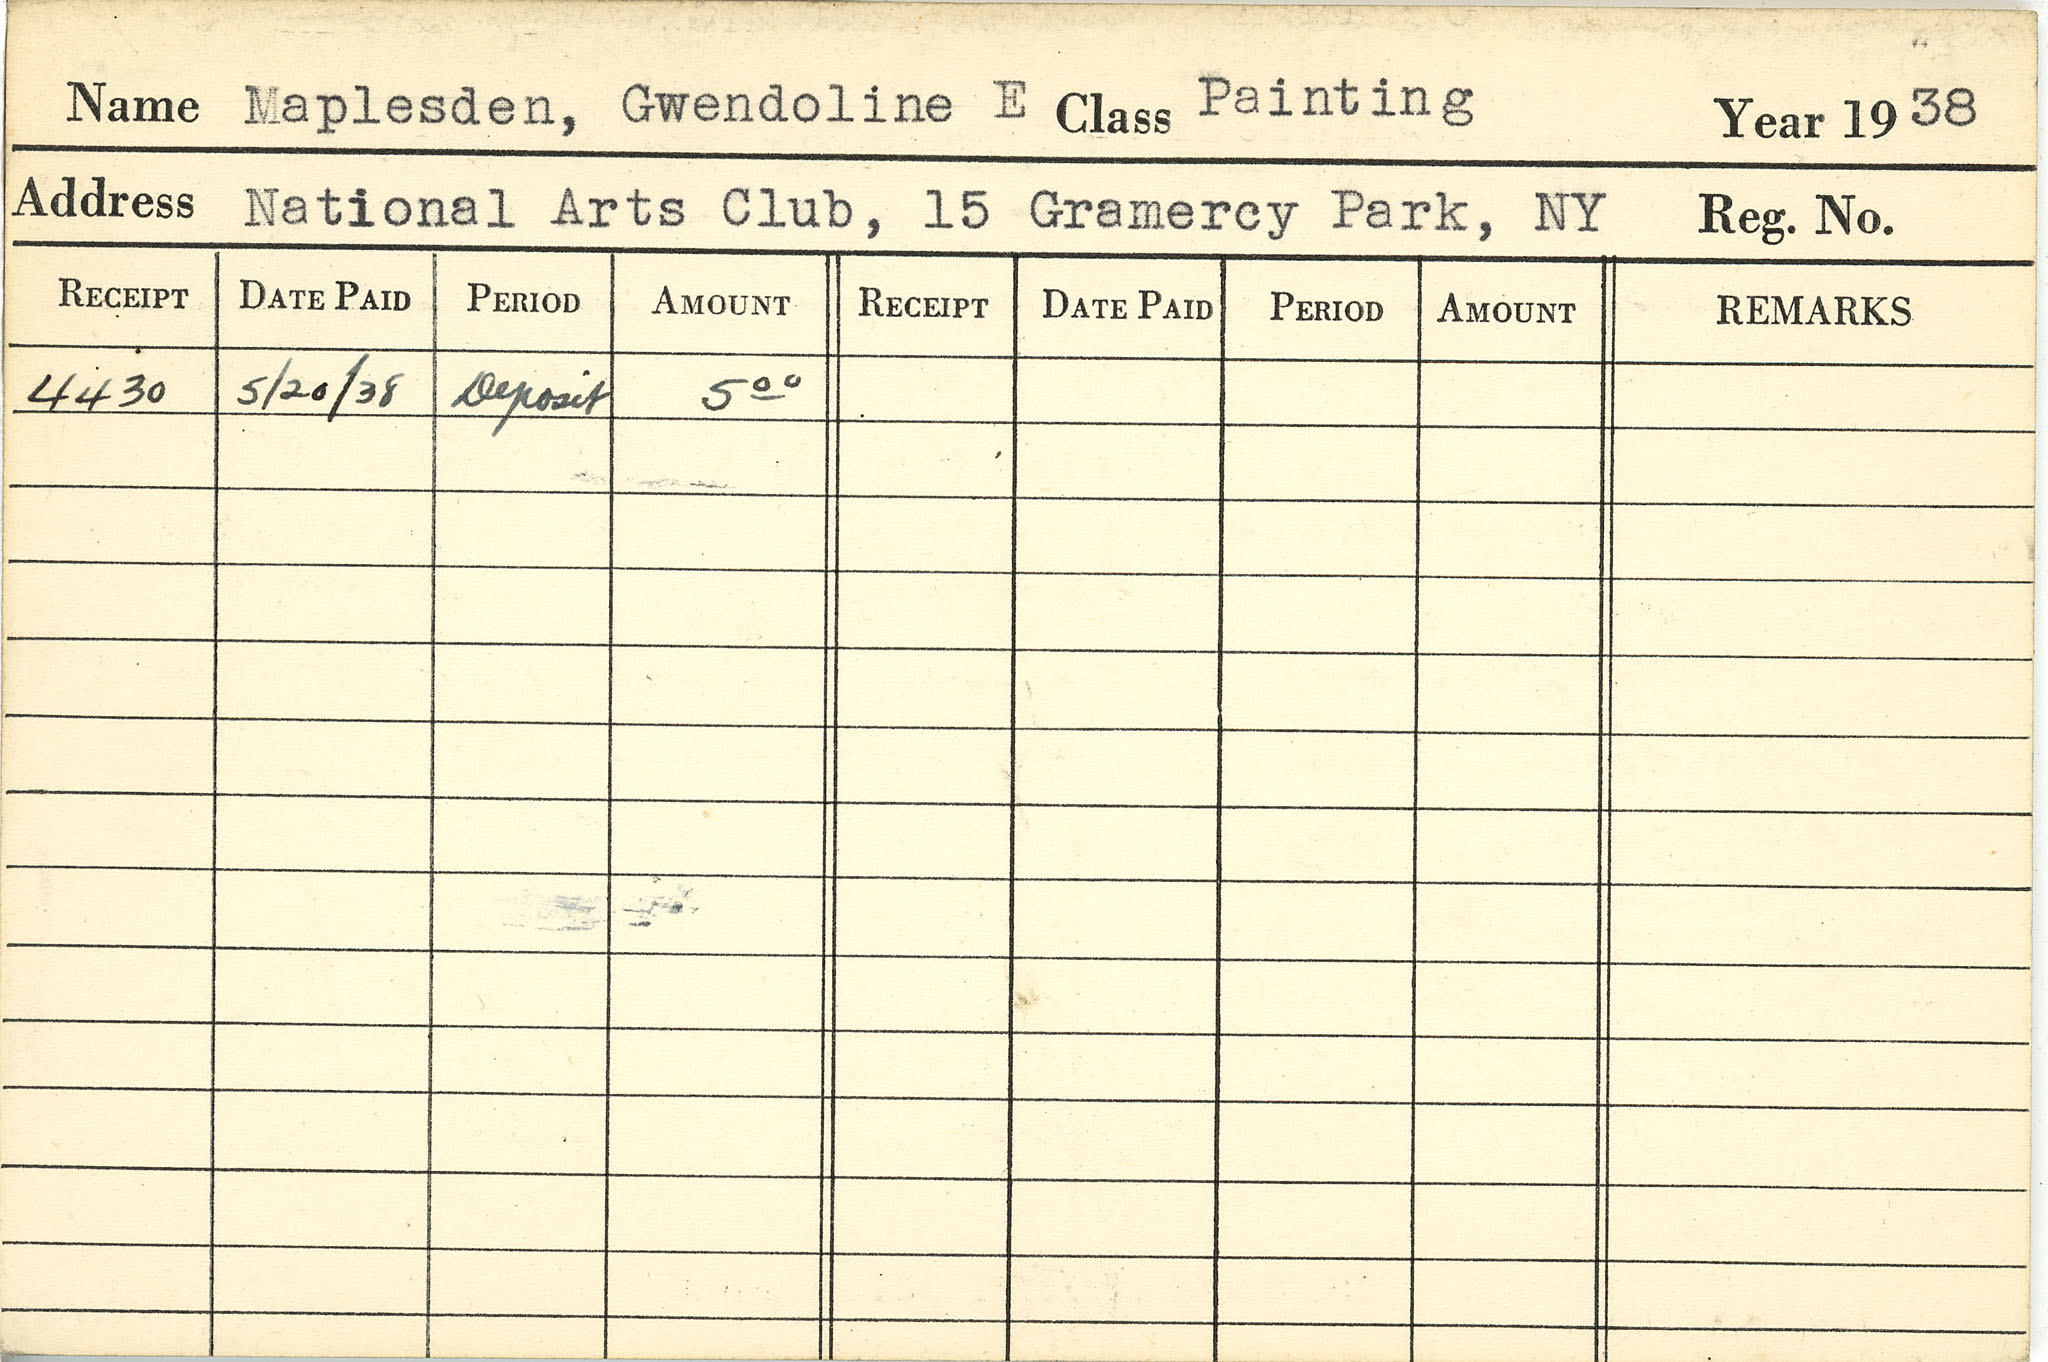 Name Maplesden, Gwendoline E Class Painting Year 1938
Address National Arts Club, 15 Gramercy Park, NY Reg. No.
RECEIPT DATE PAID PERIOD AMOUNT RECEIPT DATE PAID PERIOD AMOUNT REMARKS
4430 5/20/38 Deposit 5 00